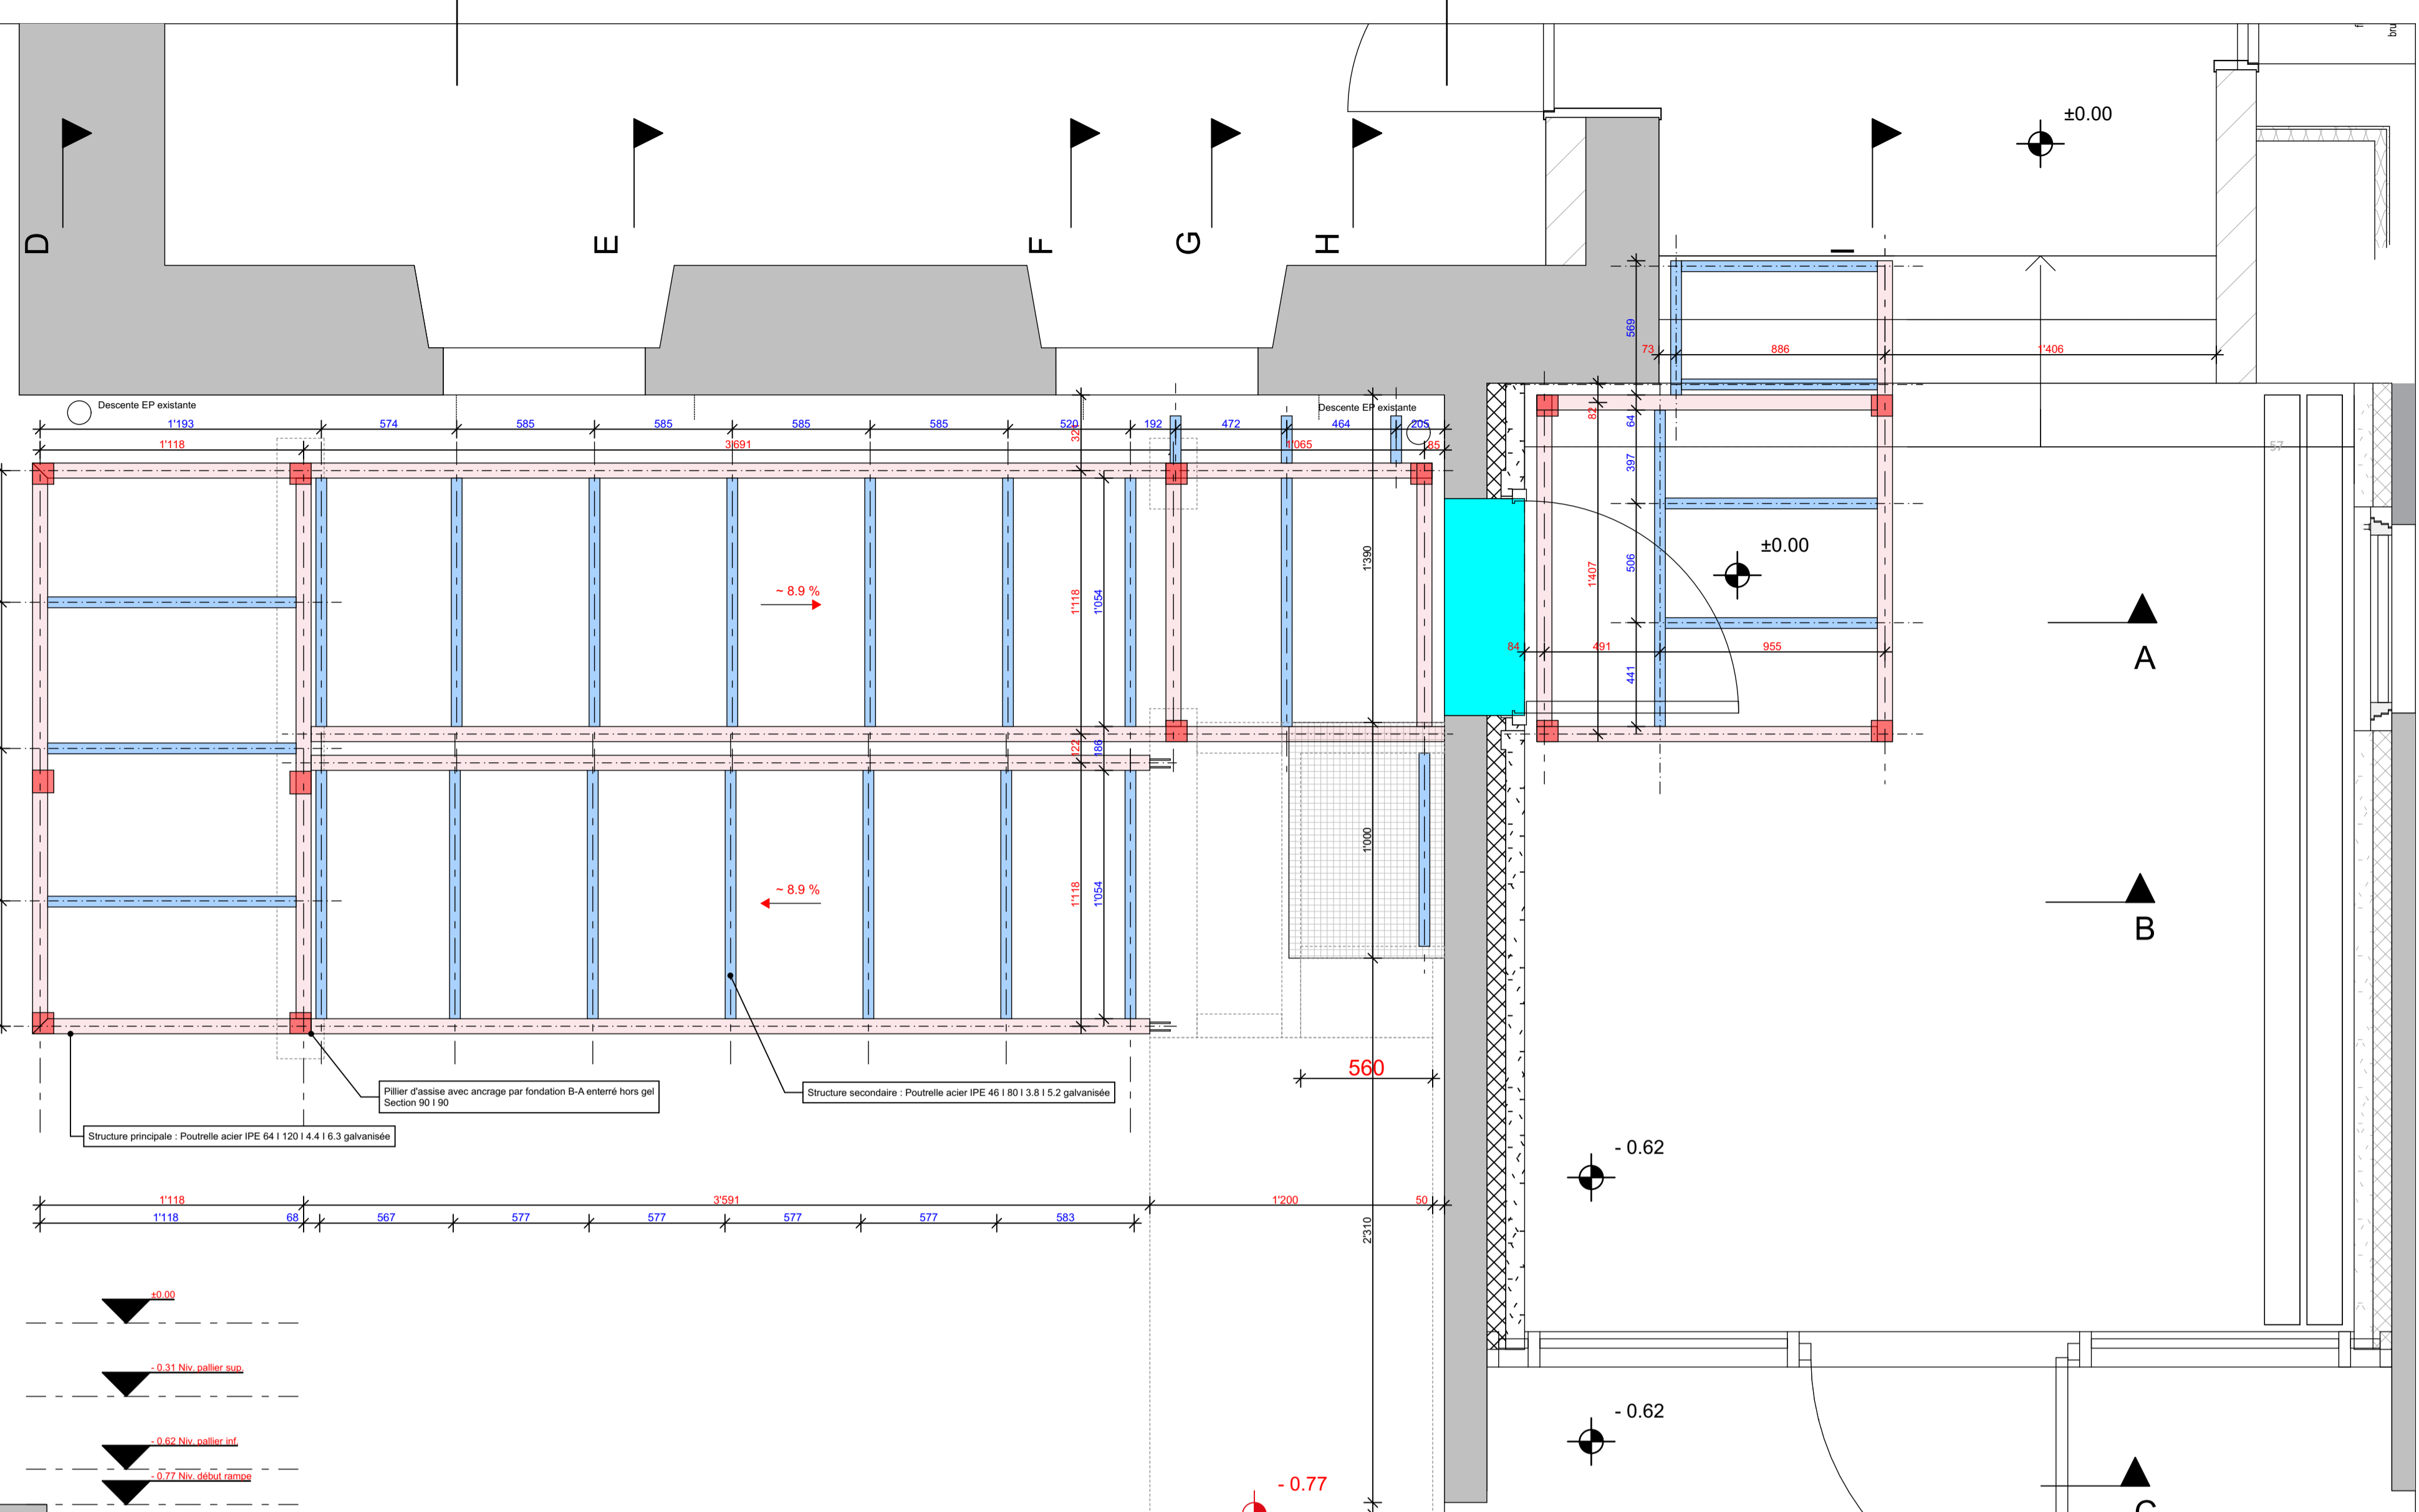 bru
±0.00
D
E
F
G
H
I
569
73
886
1'406
Descente EP existante
Descente EP existante
1'193
574
585
585
585
585
520
192
472
464
205
1'118
3'691
1'065
85
82
64
57
397
1'390
506
1'407
±0.00
~ 8.9 %
1'118
1'054
84
491
955
A
441
122
186
1'000
~ 8.9 %
1'118
1'054
B
560
Pillier d'assise avec ancrage par fondation B-A enterré hors gel
Section 90 I 90
Structure secondaire : Poutrelle acier IPE 46 I 80 I 3.8 I 5.2 galvanisée
Structure principale : Poutrelle acier IPE 64 I 120 I 4.4 I 6.3 galvanisée
- 0.62
1'118
3'591
1'200
50
1'118
68
567
577
577
577
577
583
2'310
±0.00
- 0.31 Niv. pallier sup.
- 0.62
- 0.62 Niv. pallier inf.
- 0.77 Niv. début rampe
- 0.77
C